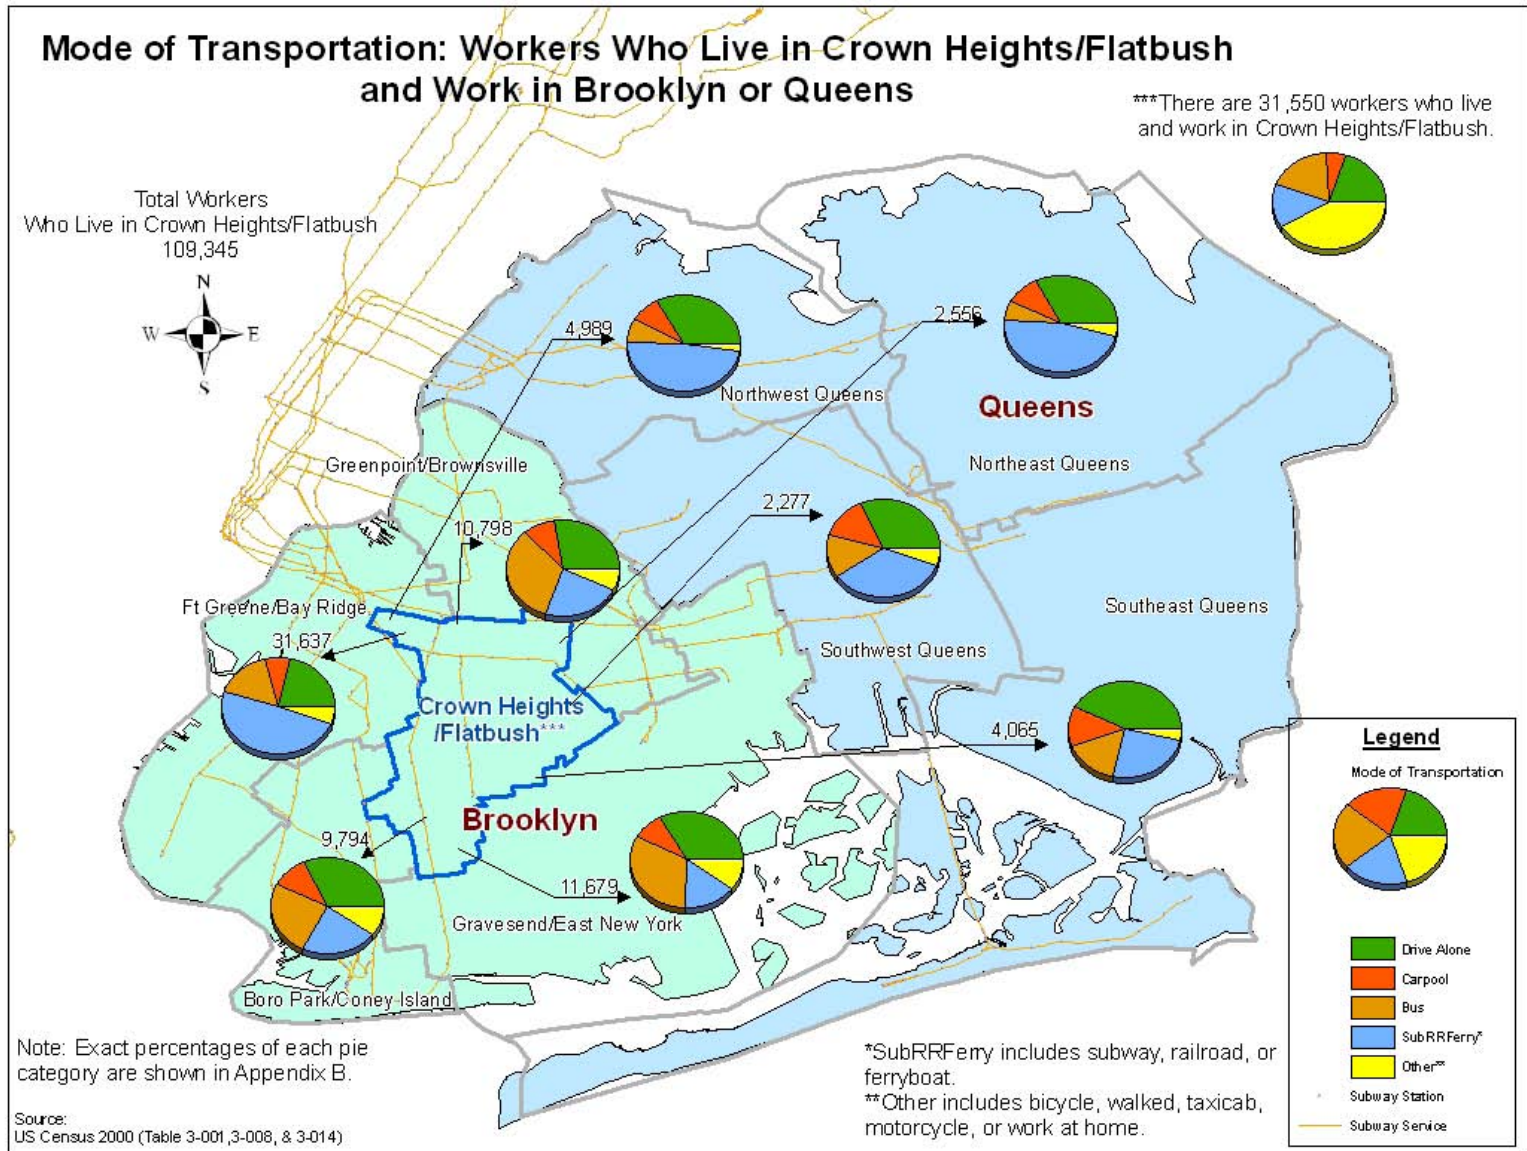 Mode of Transportation: Workers Who Live in Crown Heights/Flatbush
and Work in Brooklyn or Queens
***There are 31,550 workers who live
and work in Crown Heights/Flatbush.
Total Workers
Who Live in Crown Heights/Flatbush
109,345
N
W
E
S
4,989
2,556
Northwest Queens
Queens
Greenpoint/Brownsville
Northeast Queens
2,277
10,798
Ft Greene/Bay Ridge
Southeast Queens
31,637
Southwest Queens
Crown Heights
/Flatbush***
4,065
Brooklyn
9,794
11,679
Gravesend/East New York
Boro Park/Coney Island
Legend
Mode of Transportation
Drive Alone
Carpool
Bus
SubRRFerry*
Other**
Subway Station
Subway Service
Note: Exact percentages of each pie
category are shown in Appendix B.
Source:
US Census 2000 (Table 3-001,3-008, & 3-014)
*SubRRFerry includes subway, railroad, or
ferryboat.
**Other includes bicycle, walked, taxicab,
motorcycle, or work at home.